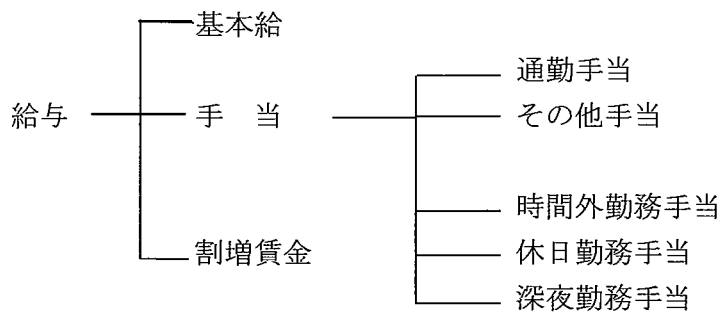 基本給
給与
手 当
割増賃金
通勤手当
その他手当
時間外勤務手当
休日勤務手当
深夜勤務手当